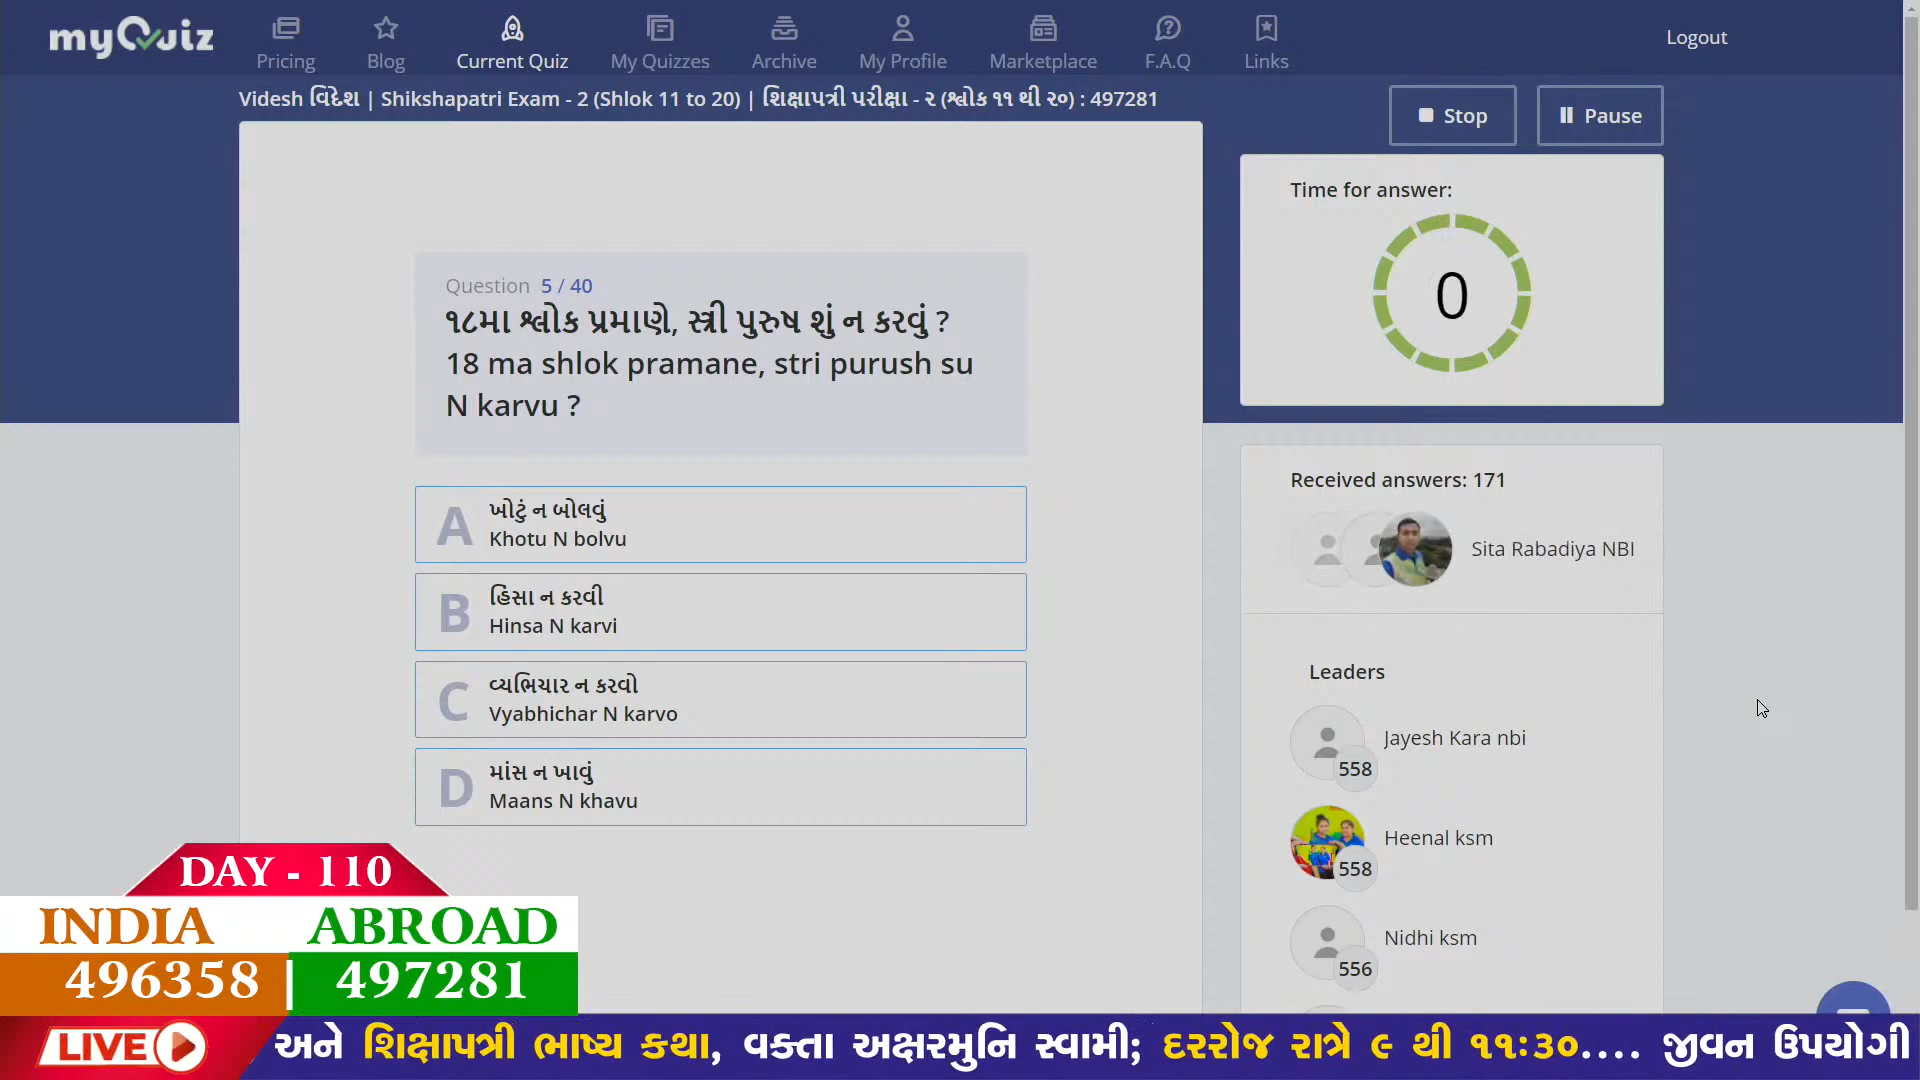 myQuiz
Pricing
Blog
Current Quiz
My Quizzes
Archive
My Profile
Marketplace
F.A.Q
Links
Logout
Videsh વિદેશ | Shikshapatri Exam - 2 (Shlok 11 to 20) | શિક્ષાપત્રી પરીક્ષા - ૨ (શ્લોક ૧૧ થી ૨૦) : 497281
Stop
Pause
Time for answer:
0
Question 5 / 40
૧૮મા શ્લોક પ્રમાણે, સ્ત્રી પુરુષ શું ન કરવું ?
18 ma shlok pramane, stri purush su
N karvu ?
A
ખોટું ન બોલવું
Khotu N bolvu
B
હિંસા ન કરવી
Hinsa N karvi
C
વ્યભિચાર ન કરવો
Vyabhichar N karvo
D
માંસ ન ખાવું
Maans N khavu
Received answers: 171
Sita Rabadiya NBI
Leaders
Jayesh Kara nbi
558
Heenal ksm
558
Nidhi ksm
556
DAY - 110
INDIA ABROAD
496358 | 497281
LIVE
અને શિક્ષાપત્રી ભાષ્ય કથા, વક્તા અક્ષરમુનિ સ્વામી; દરરોજ રાત્રે ૯ થી ૧૧:૩૦.... જીવન ઉપયોગી